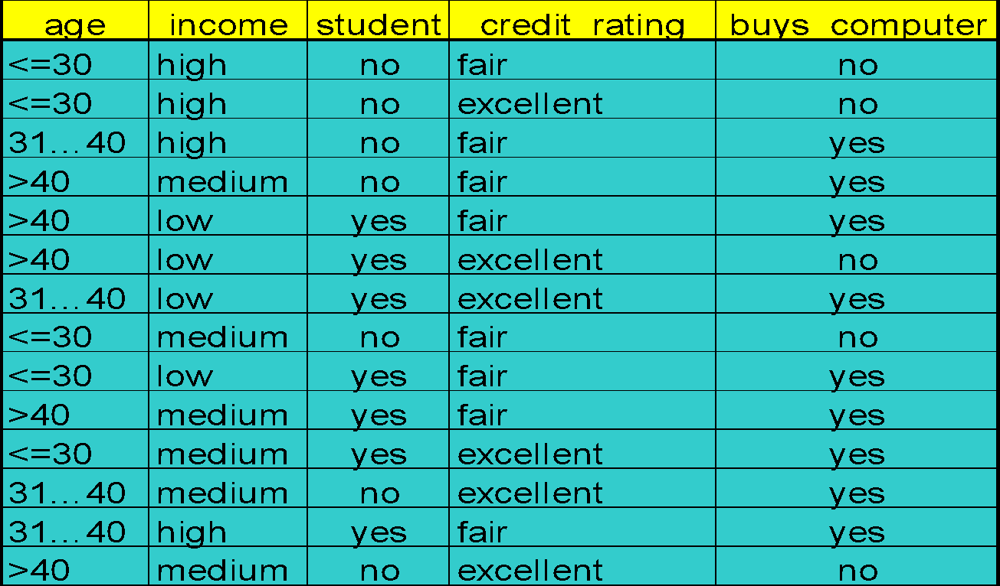 age income student credit rating buys computer
<=30 high no fair no
<=30 high no excellent no
31...40 high no fair yes
>40 medium no fair yes
>40 low yes fair yes
>40 low yes excellent no
31...40 low yes excellent yes
<=30 medium no fair no
<=30 low yes fair yes
>40 medium yes fair yes
<=30 medium yes excellent yes
31...40 medium no excellent yes
31...40 high yes fair yes
>40 medium no excellent no